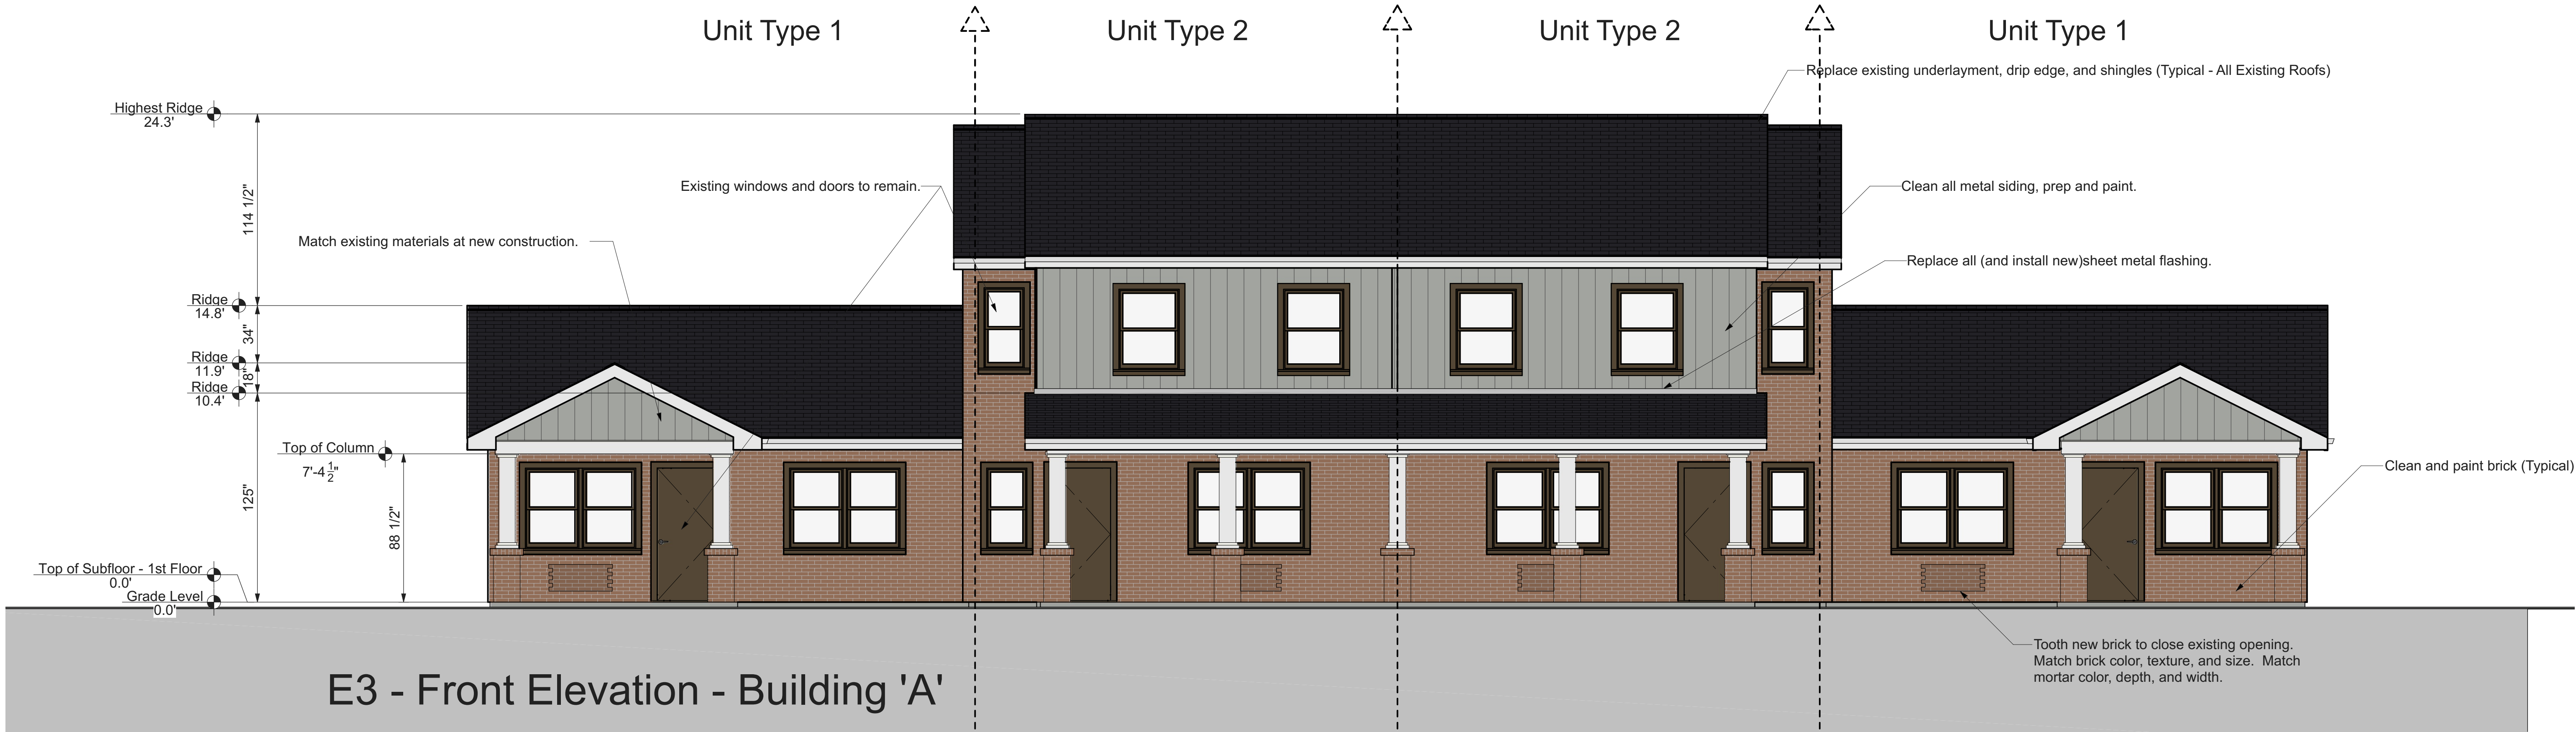 Unit Type 1
Unit Type 2
Unit Type 2
Unit Type 1
Replace existing underlayment, drip edge, and shingles (Typical - All Existing Roofs)
Highest Ridge
24.3'
114 1/2"
Existing windows and doors to remain.
Clean all metal siding, prep and paint.
Match existing materials at new construction.
Replace all (and install new)sheet metal flashing.
Ridge
14.8'
34"
Ridge
11.9'
18"
Ridge
10.4'
Top of Column
7'-4 1/2"
125"
88 1/2"
Clean and paint brick (Typical)
Top of Subfloor - 1st Floor
0.0'
Grade Level
0.0'
Tooth new brick to close existing opening.
Match brick color, texture, and size. Match
mortar color, depth, and width.
E3 - Front Elevation - Building 'A'